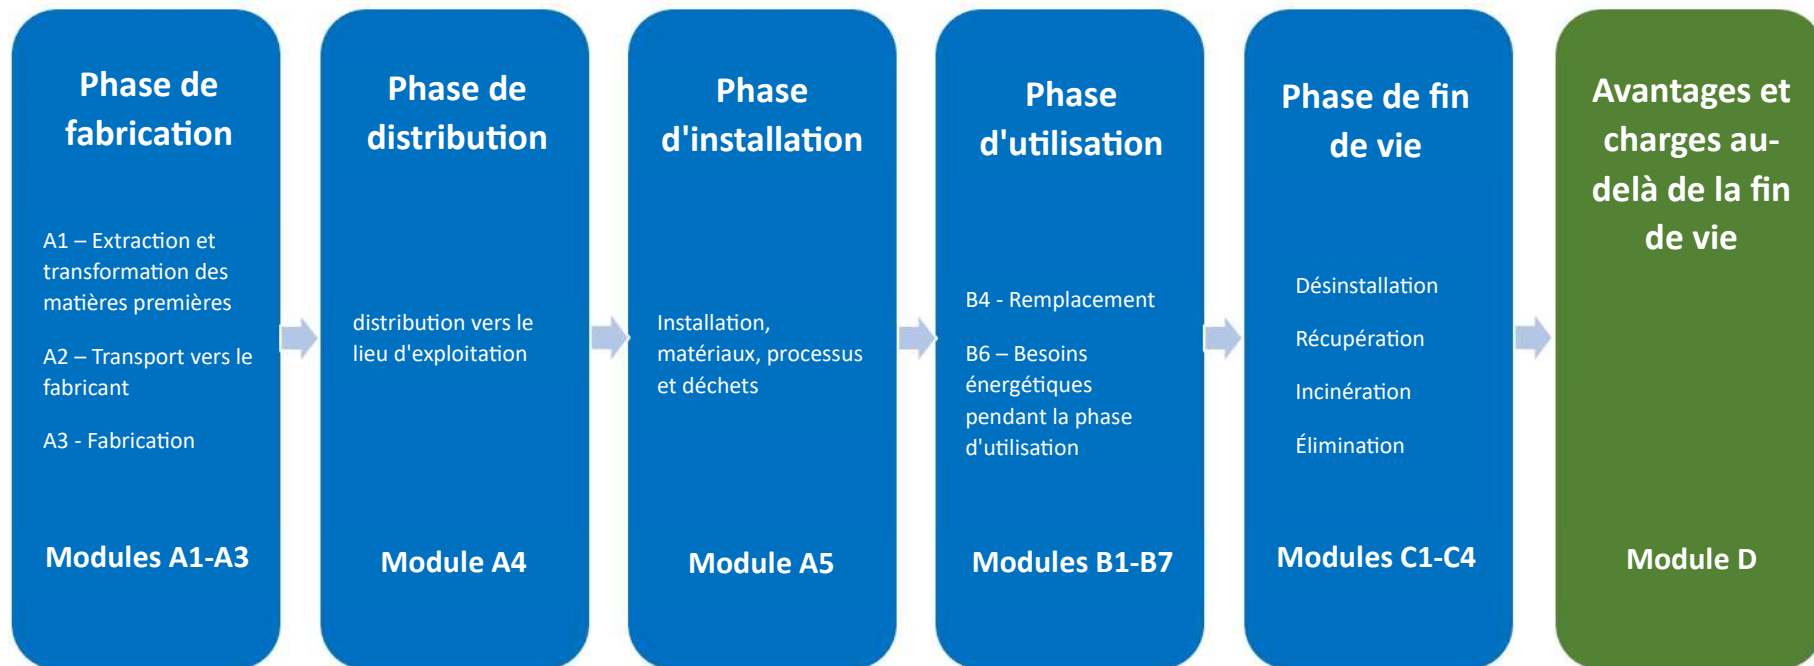 Phase de
fabrication
A1 – Extraction et
transformation des
matières premières
A2 – Transport vers le
fabricant
A3 - Fabrication
Modules A1-A3
Phase de
distribution
distribution vers le
lieu d'exploitation
Module A4
Phase
d'installation
Installation,
matériaux, processus
et déchets
Module A5
Phase
d'utilisation
B4 - Remplacement
B6 – Besoins
énergétiques
pendant la phase
d'utilisation
Modules B1-B7
Phase de fin
de vie
Désinstallation
Récupération
Incinération
Élimination
Modules C1-C4
Avantages et
charges au-
delà de la fin
de vie
Module D